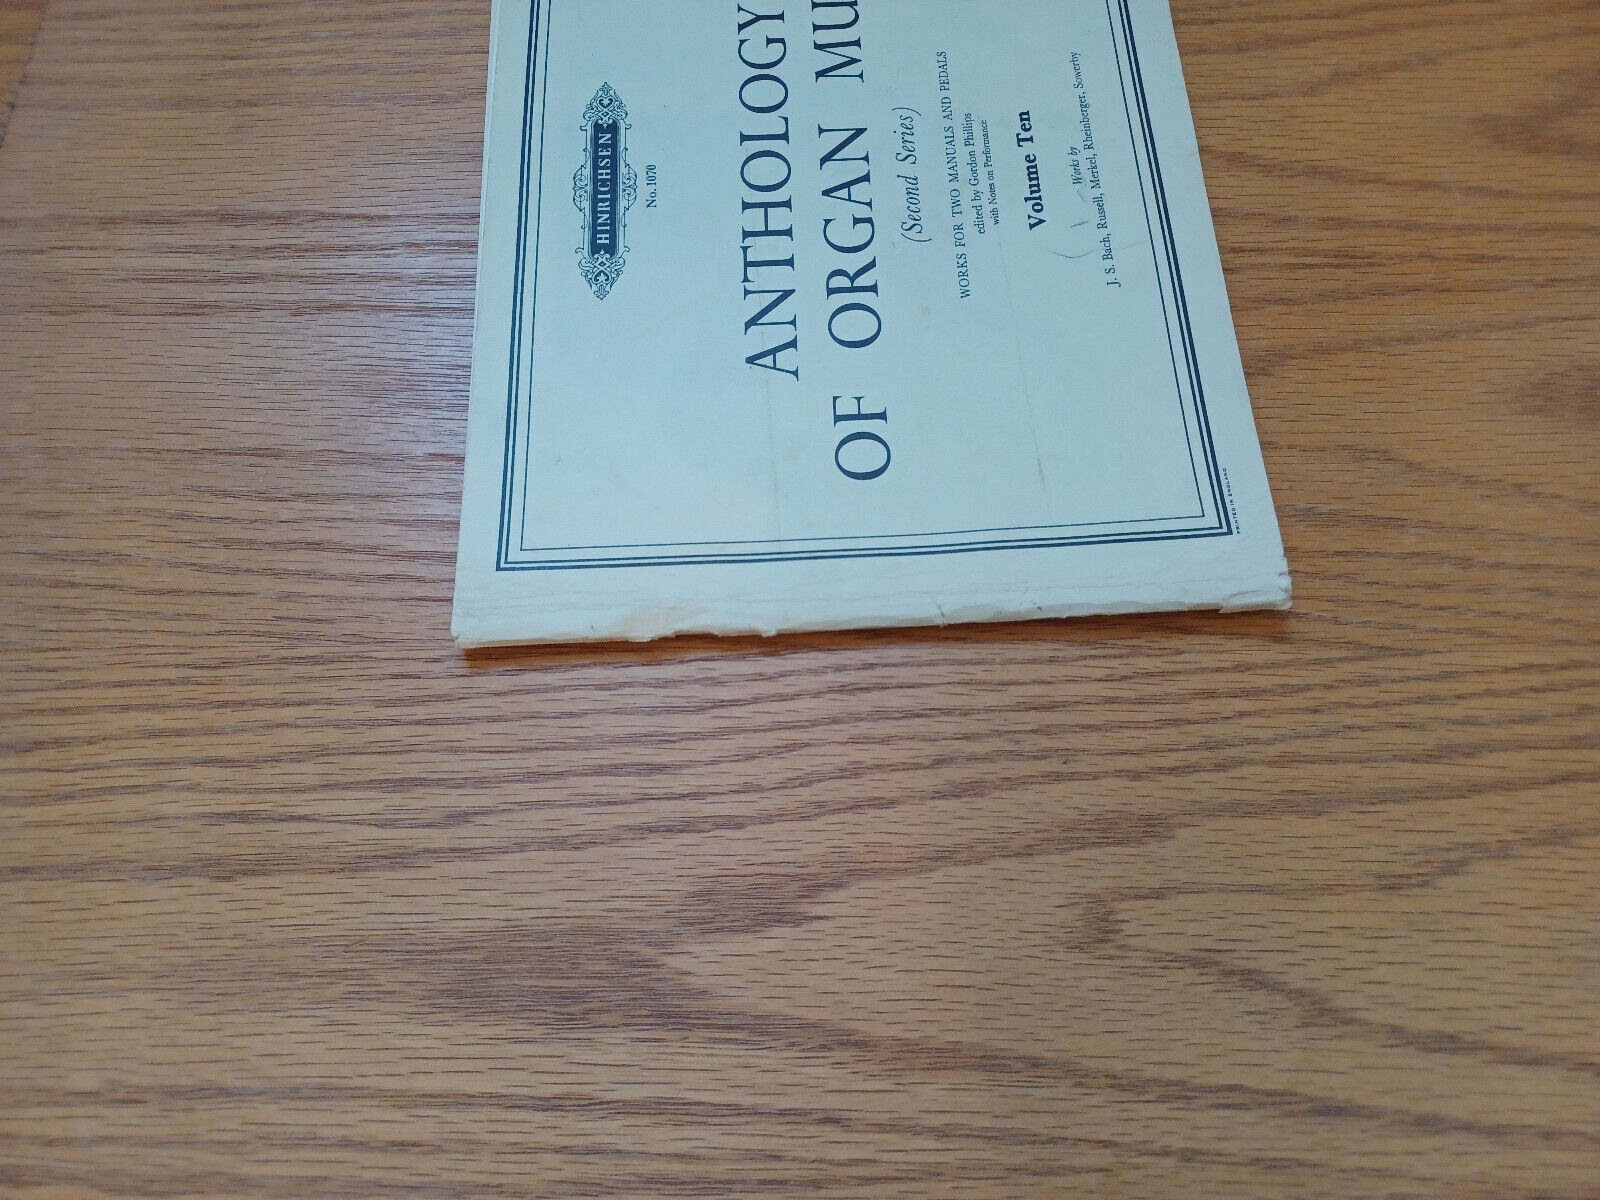 HINRICHSEN
No. 1070
ANTHOLOGY
OF ORGAN MU
(Second Series)
WORKS FOR TWO MANUALS AND PEDALS
edited by Gordon Phillips
with Notes on Performance
Volume Ten
Works by
J. S. Bach, Russell, Merkel, Rheinberger, Sowerby
PRINTED IN ENGLAND